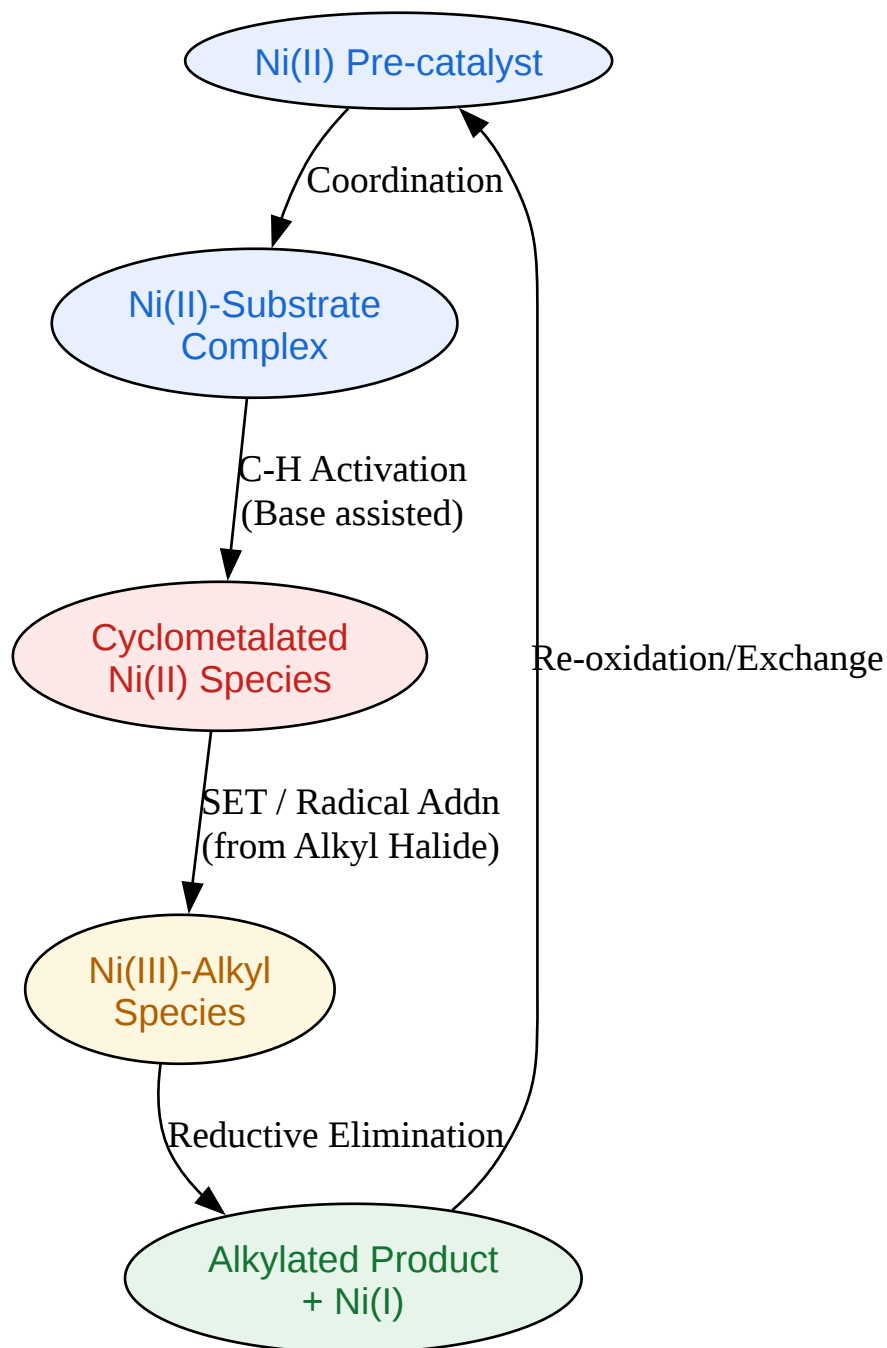 Ni(II) Pre-catalyst
Coordination
Ni(II)-Substrate
Complex
C-H Activation
(Base assisted)
Cyclometalated
Ni(II) Species
Re-oxidation/Exchange
SET / Radical Addn
(from Alkyl Halide)
Ni(III)-Alkyl
Species
Reductive Elimination
Alkylated Product
+ Ni(I)